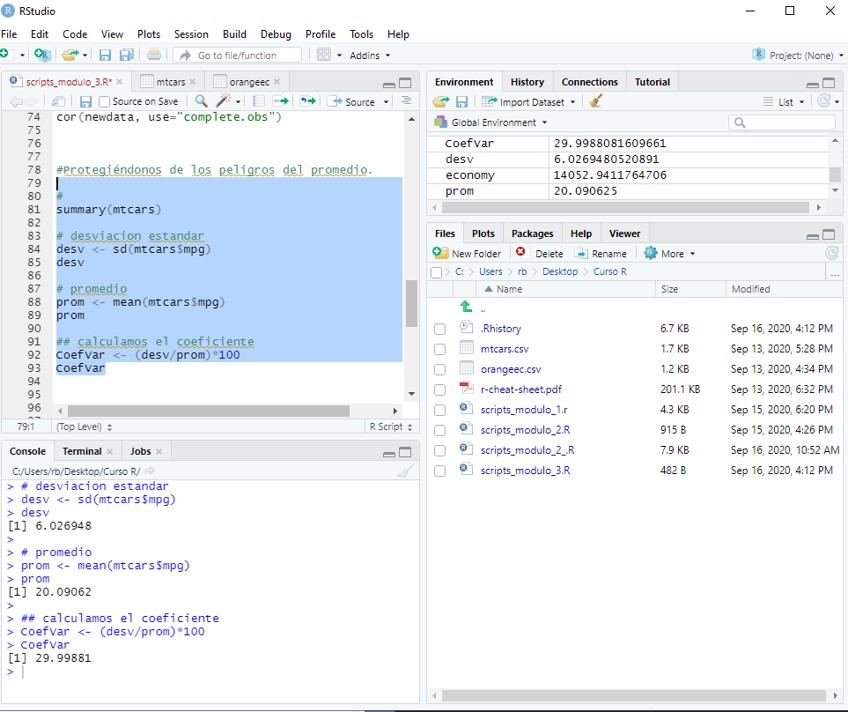 RStudio
File Edit Code View Plots Session Build Debug Profile Tools Help
Go to file/function Addins Project: (None)
scripts_modulo_3.R* mtcars orangeec
Source on Save Source
74 cor(newdata, use="complete.obs")
75
76
77
78 #Protegiéndonos de los peligros del promedio.
79
80 #
81 summary(mtcars)
82
83 # desviacion estandar
84 desv <- sd(mtcars$mpg)
85 desv
86
87 # promedio
88 prom <- mean(mtcars$mpg)
89 prom
90
91 ## calculamos el coeficiente
92 CoefVar <- (desv/prom)*100
93 CoefVar
94
95
96
79:1 (Top Level) R Script
Console Terminal Jobs
C:/Users/rb/Desktop/Curso R/
> # desviacion estandar
> desv <- sd(mtcars$mpg)
> desv
[1] 6.026948
>
> # promedio
> prom <- mean(mtcars$mpg)
> prom
[1] 20.09062
>
> ## calculamos el coeficiente
> CoefVar <- (desv/prom)*100
> CoefVar
[1] 29.99881
>
Environment History Connections Tutorial
Import Dataset List
Global Environment
CoefVar 29.9988081609661
desv 6.0269480520891
economy 14052.9411764706
prom 20.090625
Files Plots Packages Help Viewer
New Folder Delete Rename More
C: Users rb Desktop Curso R ...
Name Size Modified
..
.Rhistory 6.7 KB Sep 16, 2020, 4:12 PM
mtcars.csv 1.7 KB Sep 13, 2020, 5:28 PM
orangeec.csv 1.2 KB Sep 13, 2020, 4:34 PM
r-cheat-sheet.pdf 201.1 KB Sep 13, 2020, 6:32 PM
scripts_modulo_1.r 4.3 KB Sep 15, 2020, 6:20 PM
scripts_modulo_2.R 915 B Sep 15, 2020, 4:26 PM
scripts_modulo_2_.R 7.9 KB Sep 16, 2020, 10:52 AM
scripts_modulo_3.R 482 B Sep 16, 2020, 4:12 PM